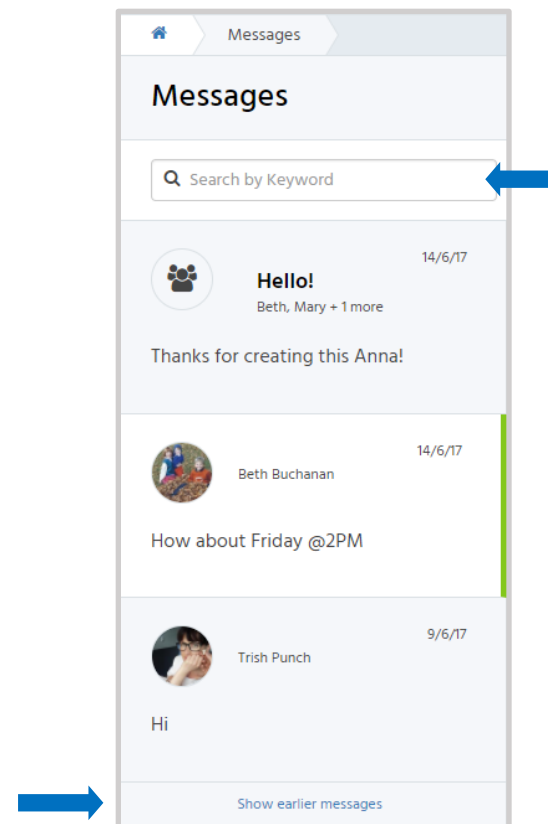 Messages
Messages
Search by Keyword
14/6/17
Hello!
Beth, Mary + 1 more
Thanks for creating this Anna!
14/6/17
Beth Buchanan
How about Friday @2PM
9/6/17
Trish Punch
Hi
Show earlier messages